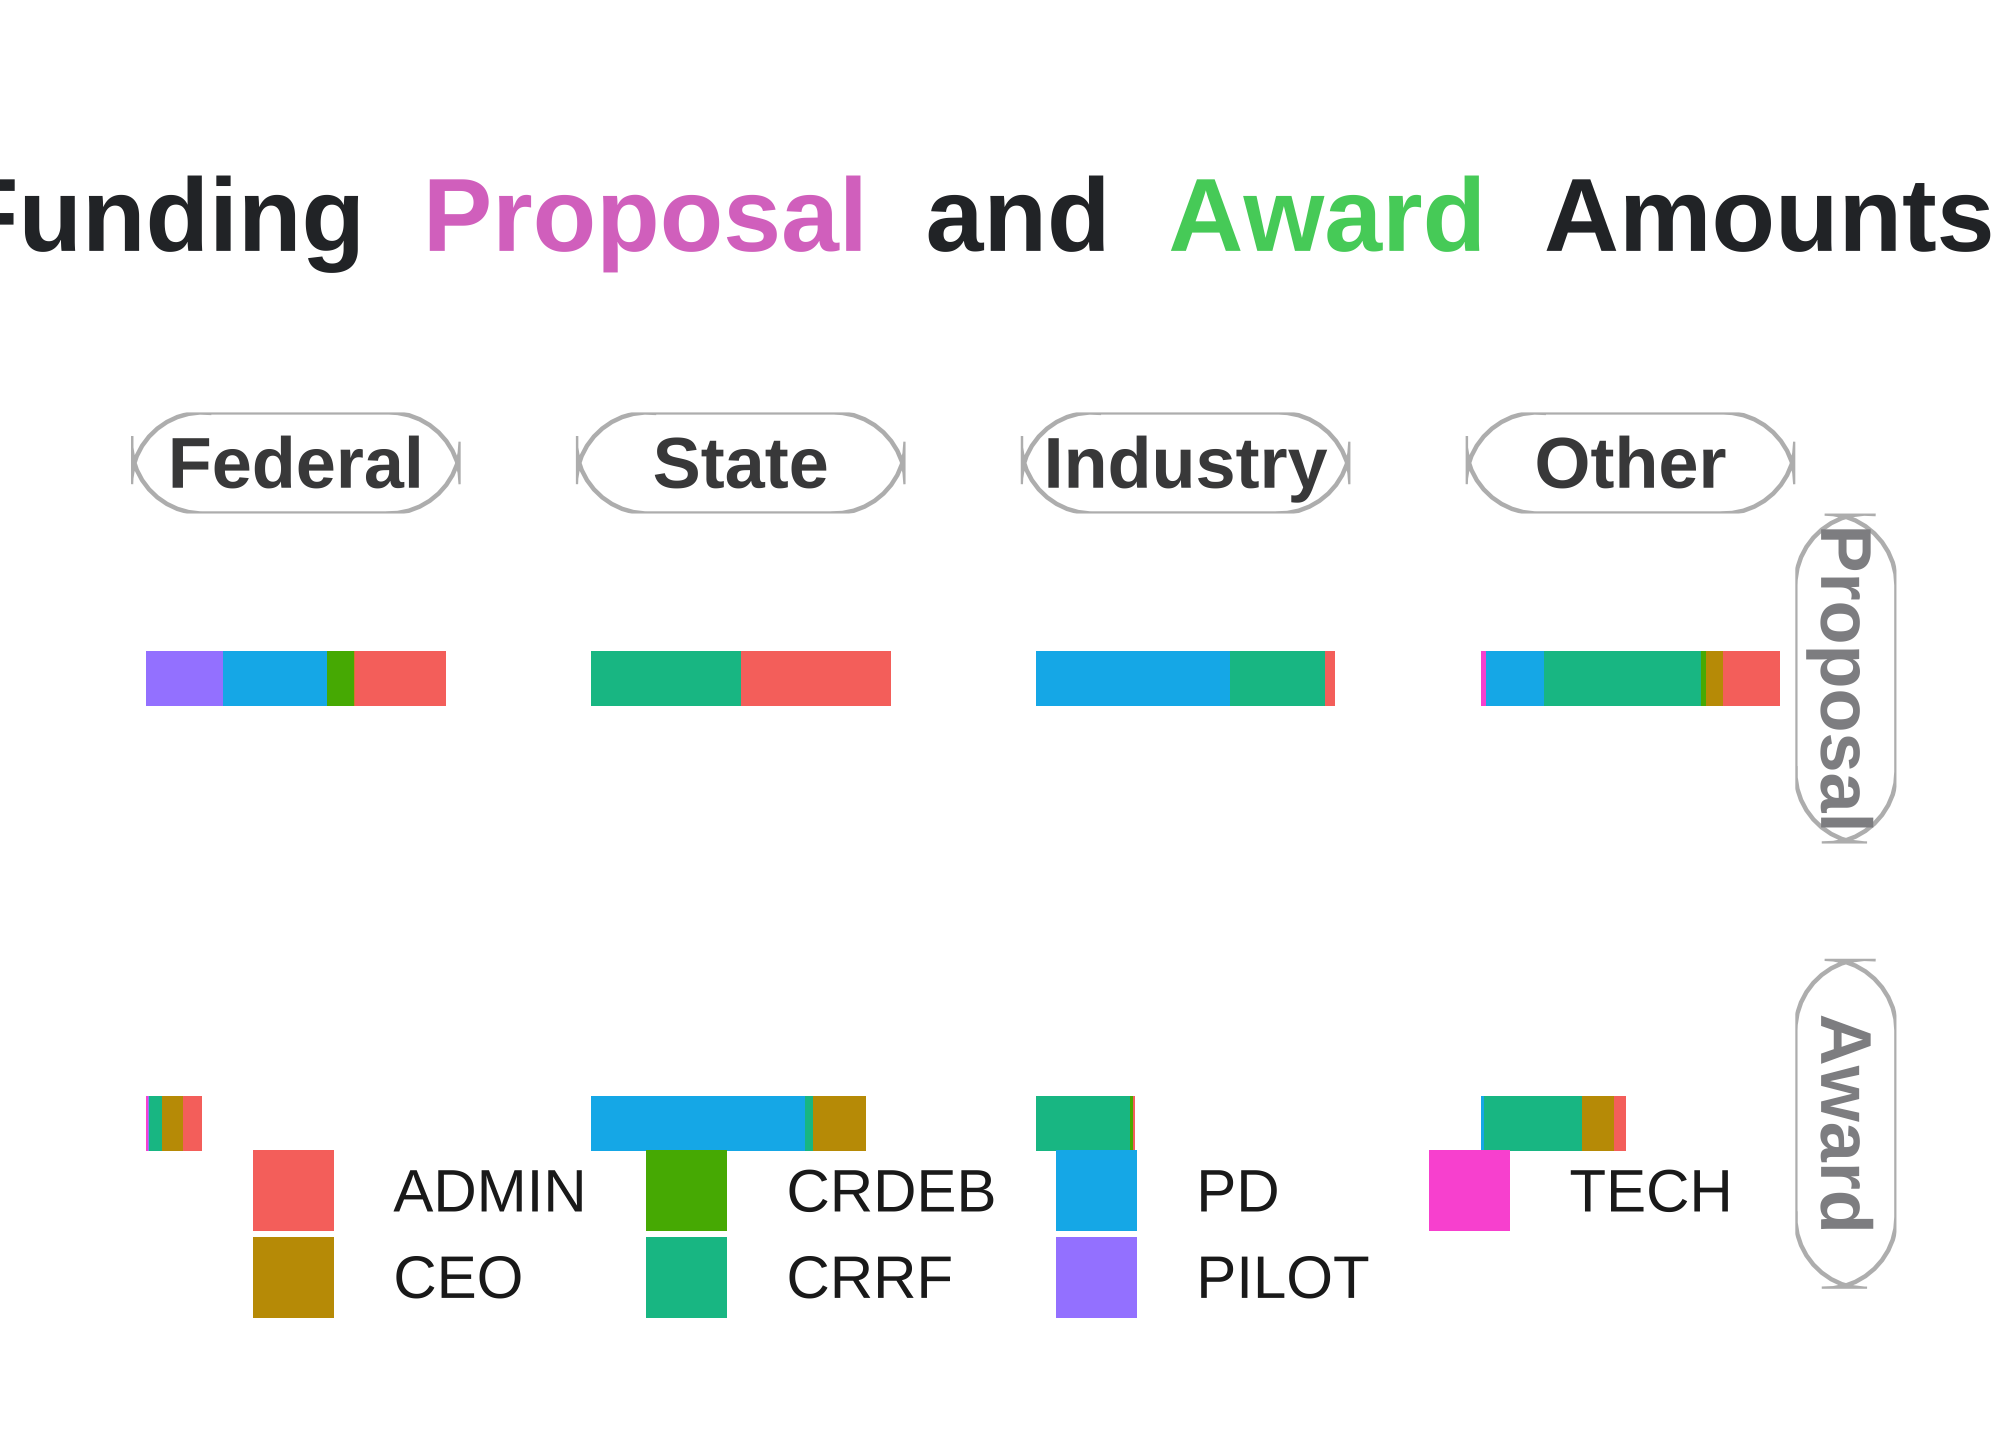 Funding Proposal and Award Amounts
Federal State Industry Other
Proposal
Award
ADMIN CRDEB PD TECH
CEO CRRF PILOT